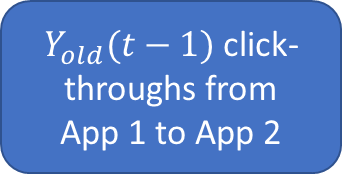 Y_old(t − 1) click-
throughs from
App 1 to App 2